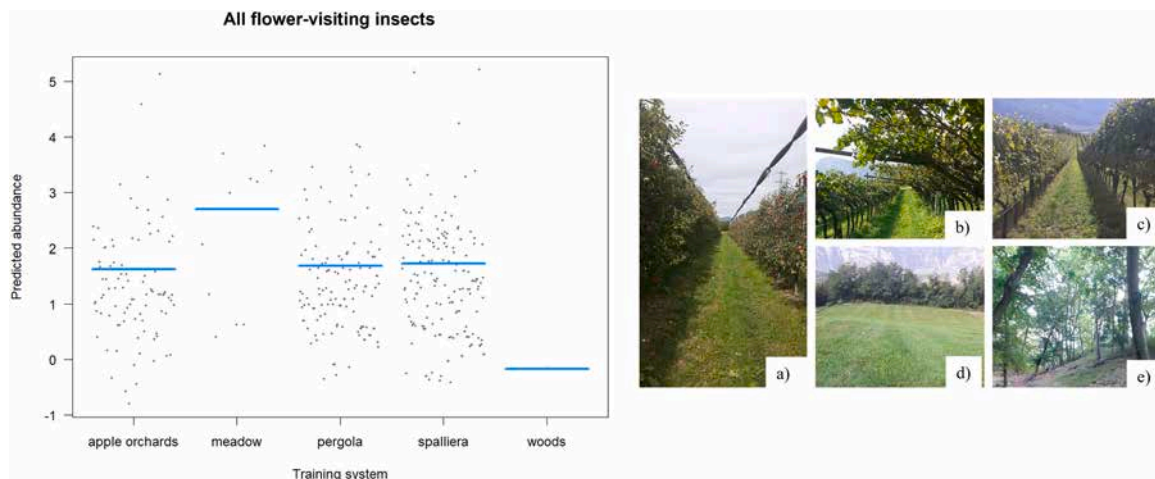 All flower-visiting insects
Predicted abundance
5
4
3
2
1
0
-1
apple orchards meadow pergola spalliera woods
Training system
a)
b)
c)
d)
e)